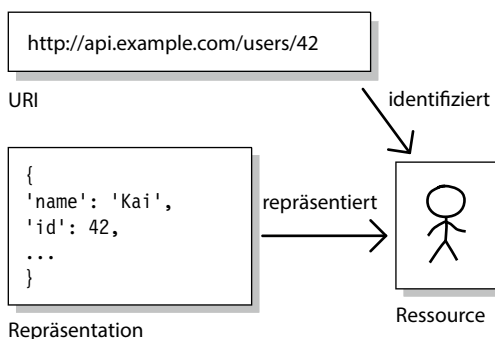 http://api.example.com/users/42
URI
identifiziert
{
'name': 'Kai',
'id': 42,
...
}
repräsentiert
Repräsentation
Ressource